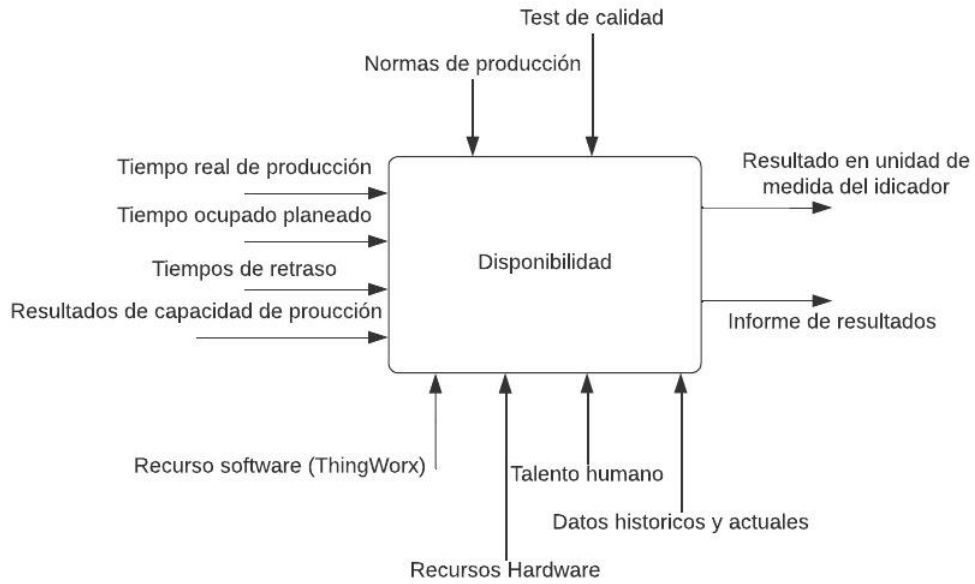 Test de calidad
Normas de producción
Tiempo real de producción
Tiempo ocupado planeado
Tiempos de retraso
Resultados de capacidad de proucción
Disponibilidad
Resultado en unidad de
medida del idicador
Informe de resultados
Recurso software (ThingWorx)
Talento humano
Datos historicos y actuales
Recursos Hardware